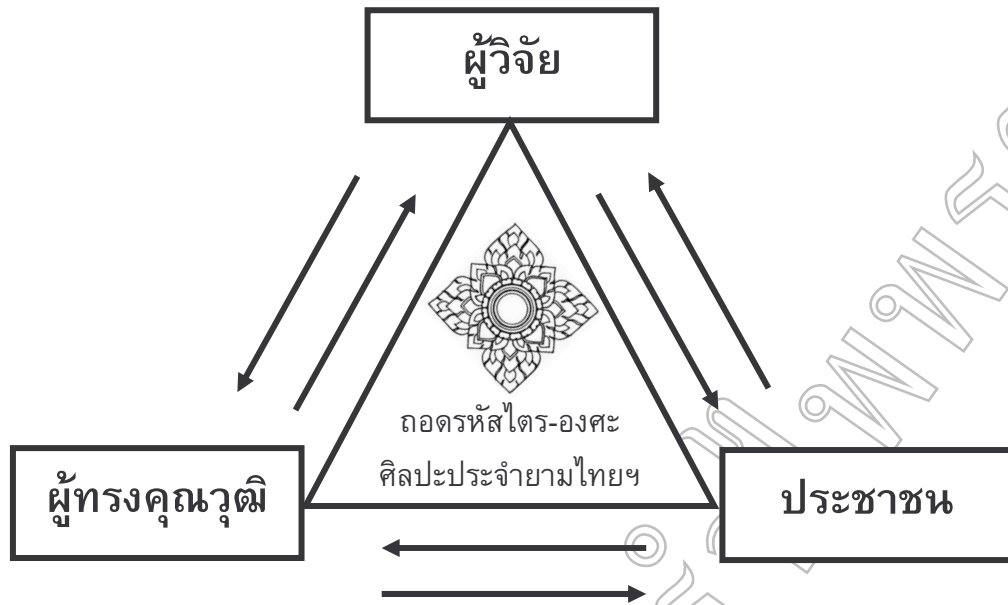 ผู้วิจัย
ถอดรหัสไตร-องศะ
ศิลปะประจำยามไทยฯ
ผู้ทรงคุณวุฒิ
ประชาชน